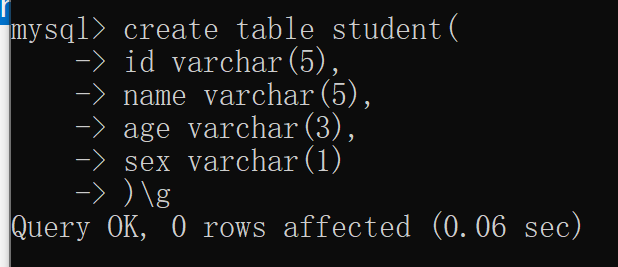 mysql> create table student(
    -> id varchar(5),
    -> name varchar(5),
    -> age varchar(3),
    -> sex varchar(1)
    -> )\g
Query OK, 0 rows affected (0.06 sec)